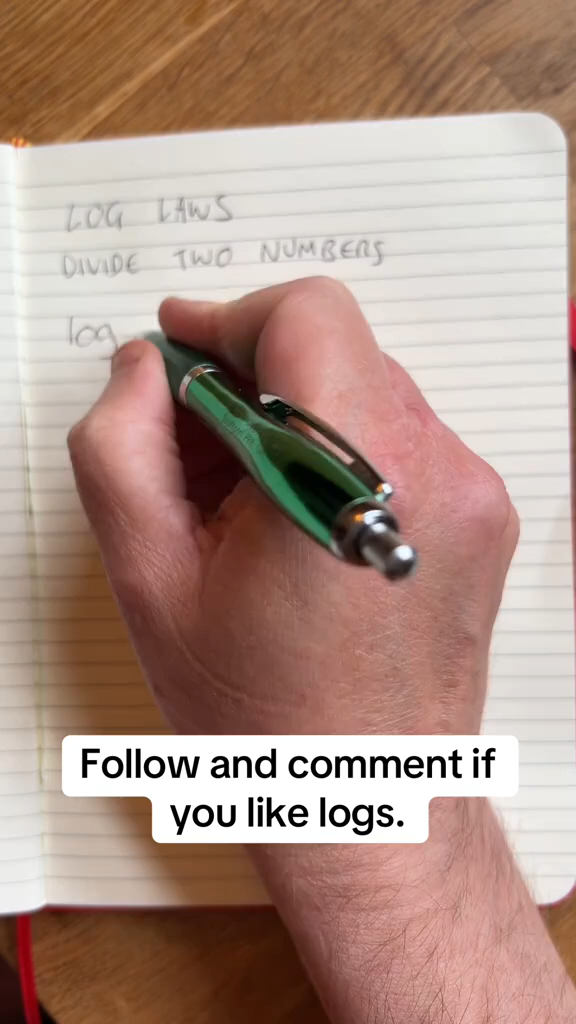 LOG LAWS
DIVIDE TWO NUMBERS
log
Follow and comment if
you like logs.